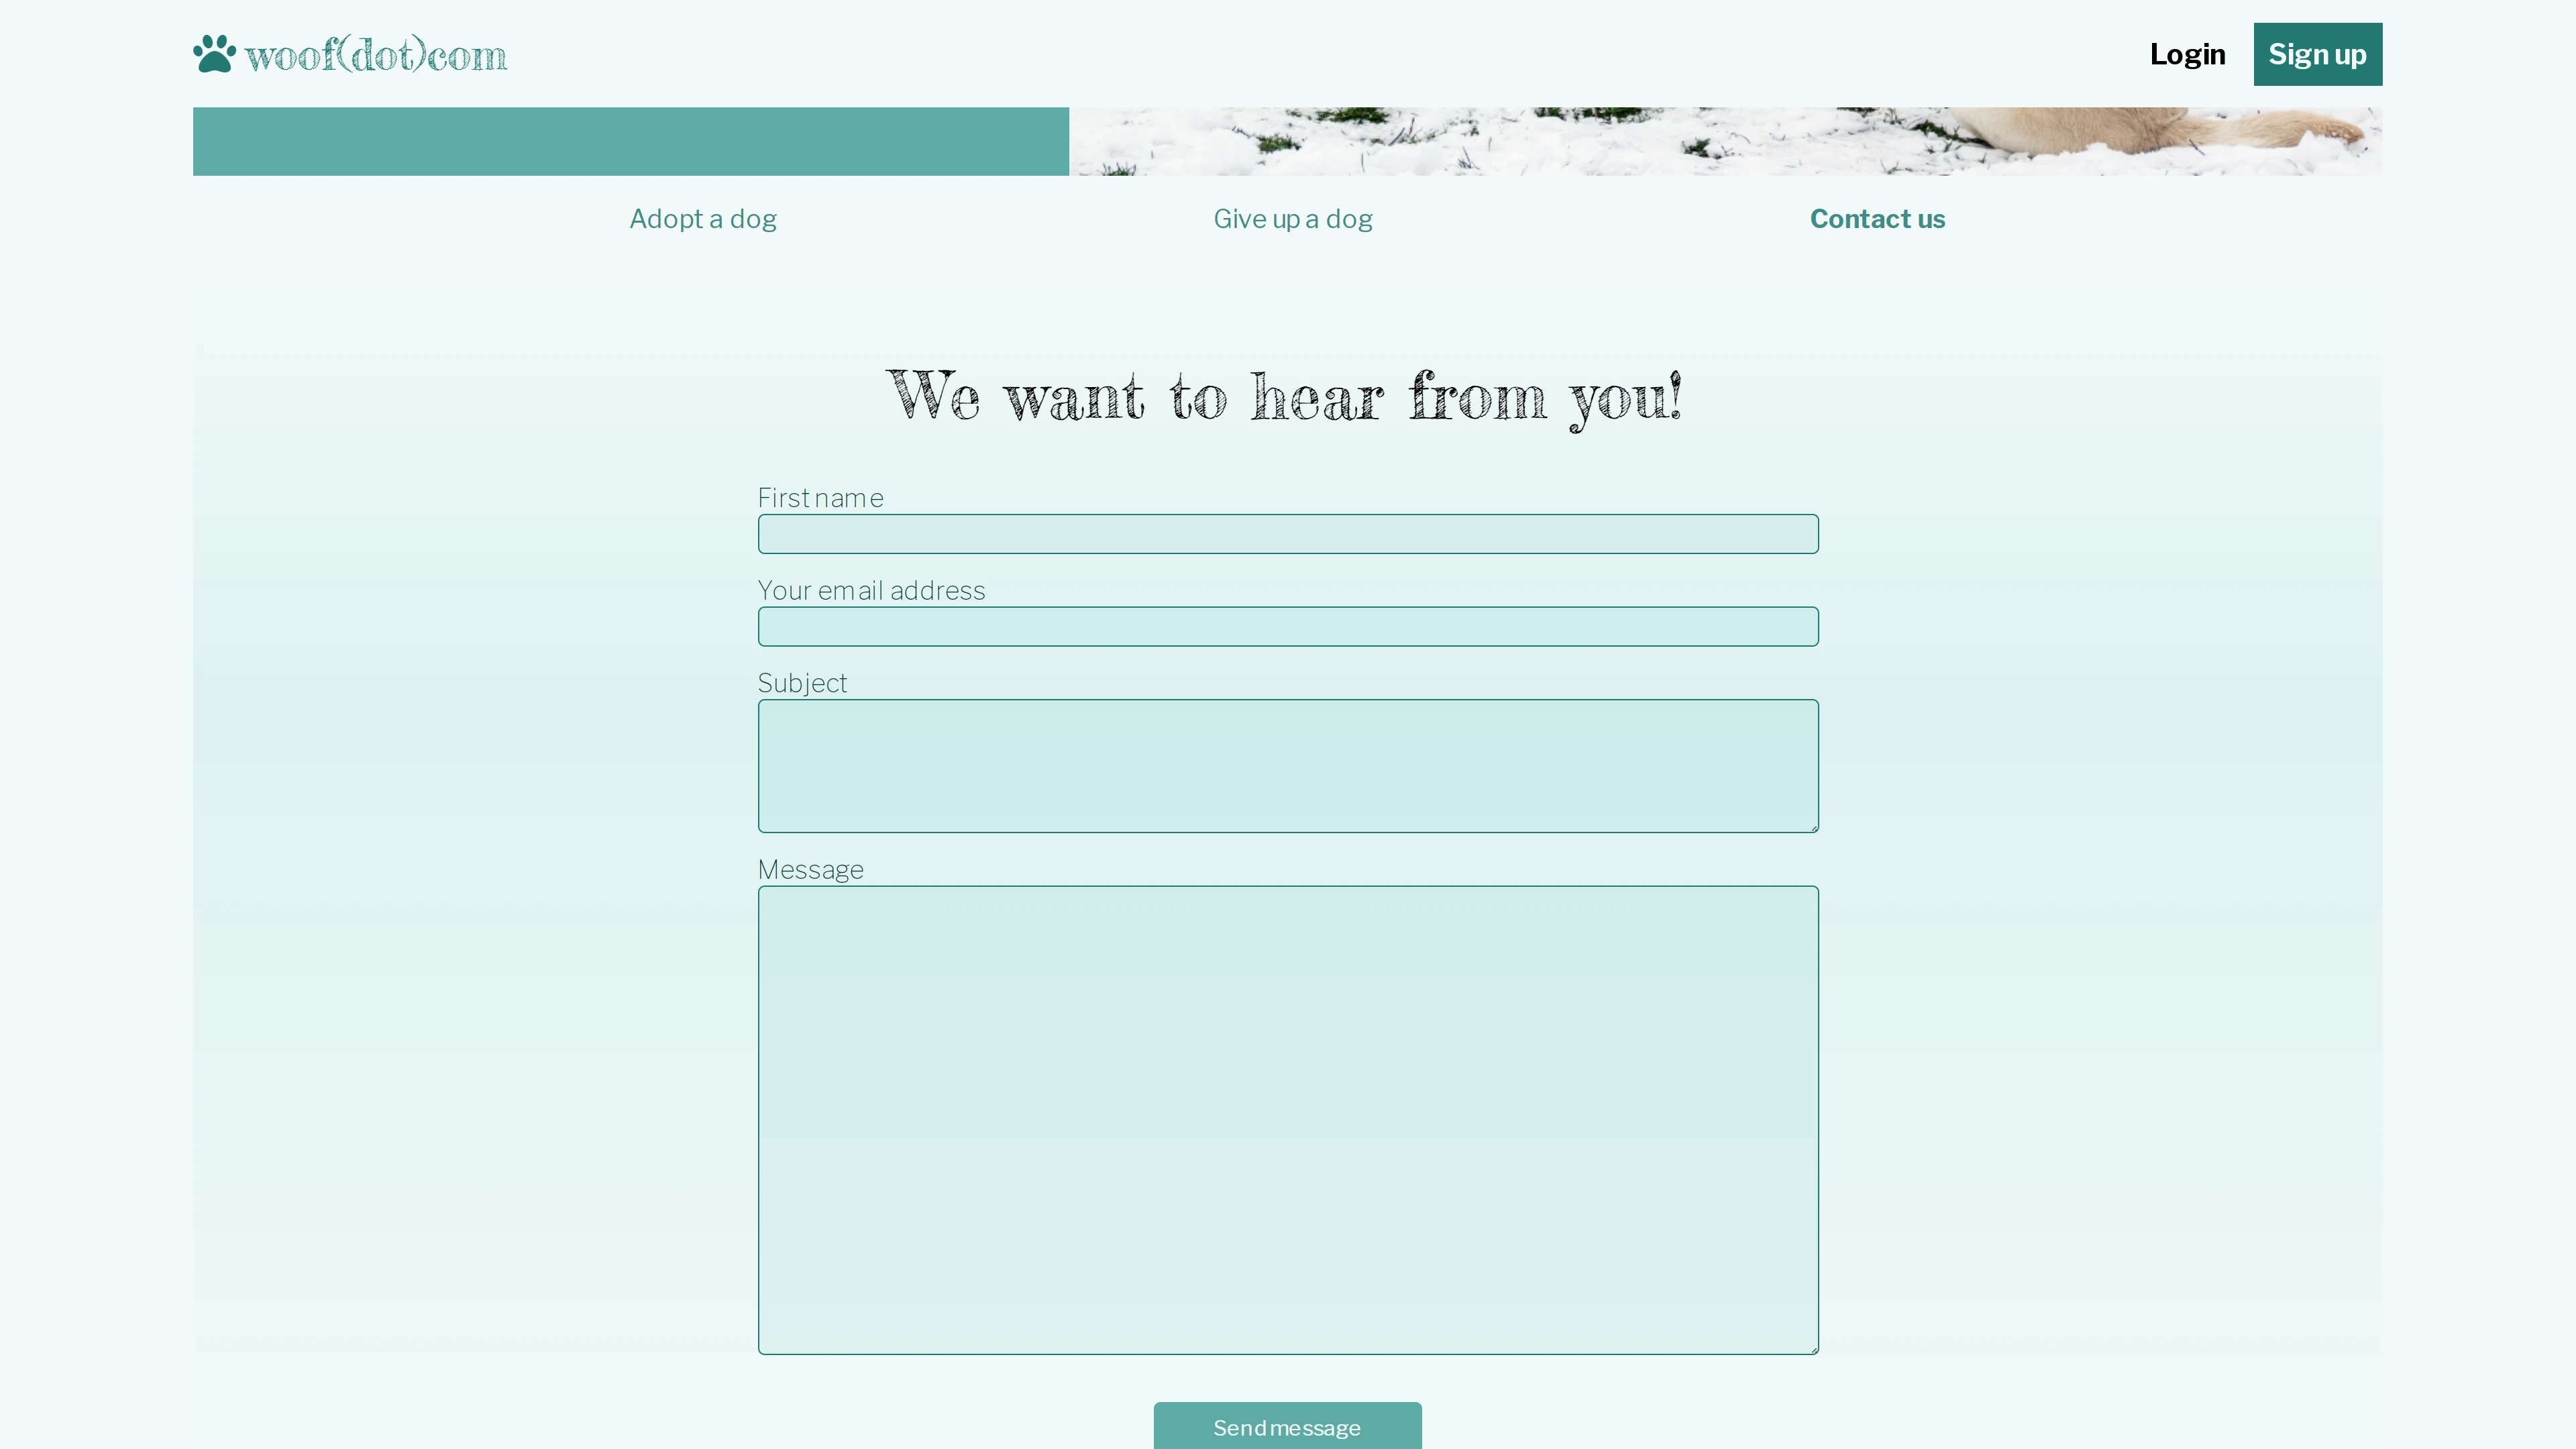 woof(dot)com
Login
Sign up
Adopt a dog
Give up a dog
Contact us
We want to hear from you!
First name
Your email address
Subject
Message
Send message